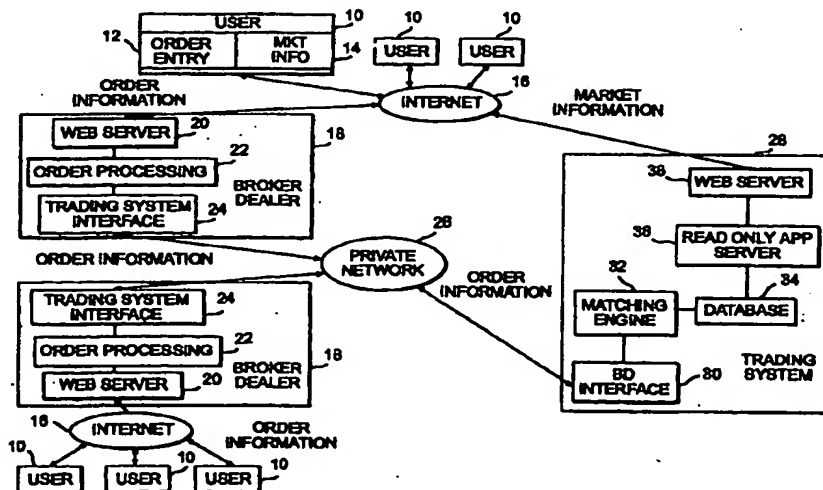 USER
10
12
ORDER
ENTRY
MKT
INFO
14
10
USER
10
USER
ORDER
INFORMATION
INTERNET
16
MARKET
INFORMATION
WEB SERVER
20
18
22
ORDER PROCESSING
BROKER
DEALER
TRADING SYSTEM
INTERFACE
24
28
38
WEB SERVER
READ ONLY APP
SERVER
ORDER INFORMATION
26
PRIVATE
NETWORK
ORDER
INFORMATION
32
34
MATCHING
ENGINE
DATABASE
TRADING
SYSTEM
BD
INTERFACE
30
TRADING SYSTEM
INTERFACE
24
18
ORDER PROCESSING
22
WEB SERVER
20
BROKER
DEALER
16
INTERNET
ORDER
INFORMATION
10
USER
10
USER
10
USER